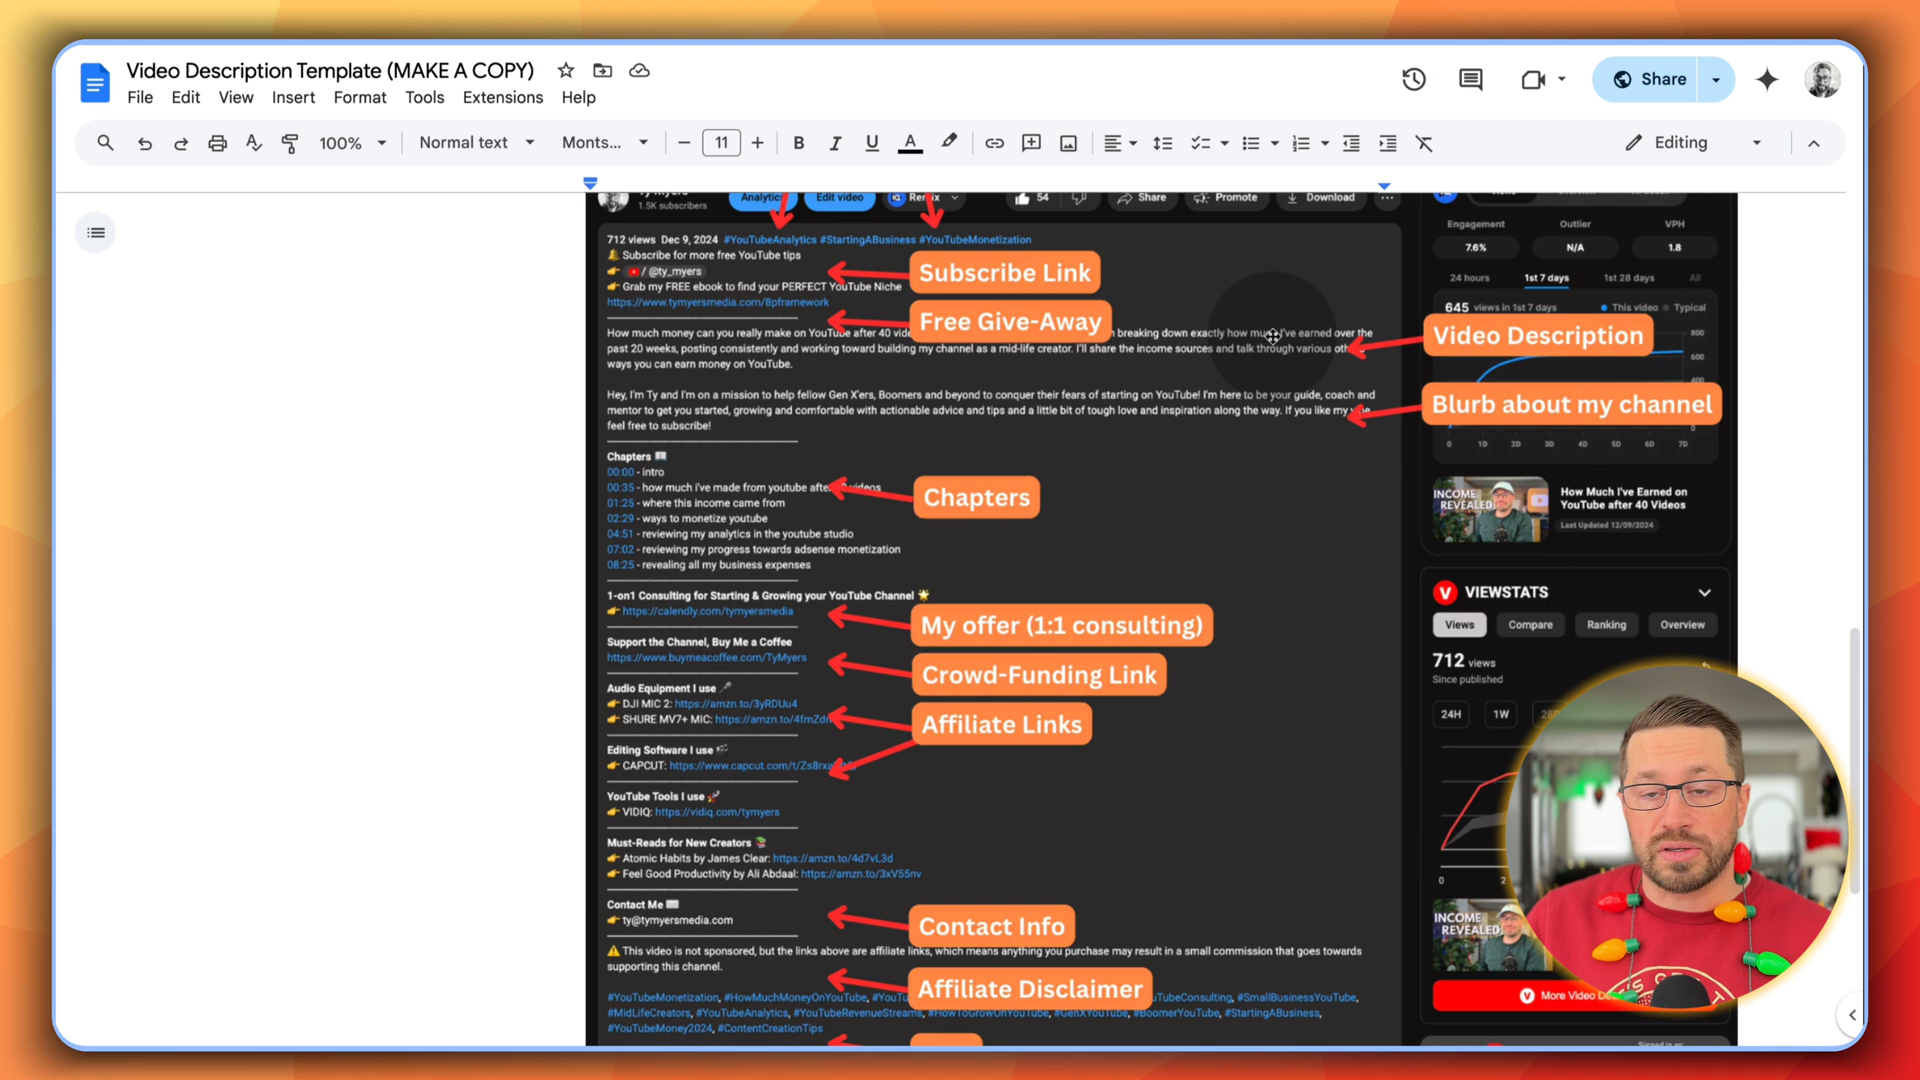 Video Description Template (MAKE A COPY)
File Edit View Insert Format Tools Extensions Help
Share
100% Normal text Monts... 11 Editing
1.5K subscribers
Analytics Edit video Remix 54 Share Promote Download
712 views Dec 9, 2024 #YouTubeAnalytics #StartingABusiness #YouTubeMonetization
🔔 Subscribe for more free YouTube tips
👉 / @ty_myers
Subscribe Link
👉 Grab my FREE ebook to find your PERFECT YouTube Niche
https://www.tymyersmedia.com/8pframework
Free Give-Away
How much money can you really make on YouTube after 40 breaking down exactly how much I've earned over the
past 20 weeks, posting consistently and working toward building my channel as a mid-life creator. I'll share the income sources and talk through various
ways you can earn money on YouTube.
Video Description
Hey, I'm Ty and I'm on a mission to help fellow Gen X'ers, Boomers and beyond to conquer their fears of starting on YouTube! I'm here to be your guide, coach and
mentor to get you started, growing and comfortable with actionable advice and tips and a little bit of tough love and inspiration along the way. If you like my
feel free to subscribe!
Blurb about my channel
Chapters 📖
00:00 - intro
00:35 - how much i've made from youtube videos
01:25 - where this income came from
02:29 - ways to monetize youtube
04:51 - reviewing my analytics in the youtube studio
07:02 - reviewing my progress towards adsense monetization
08:25 - revealing all my business expenses
Chapters
1-on1 Consulting for Starting & Growing your YouTube Channel 🌟
👉 https://calendly.com/tymyersmedia
My offer (1:1 consulting)
Support the Channel, Buy Me a Coffee
https://www.buymeacoffee.com/TyMyers
Crowd-Funding Link
Audio Equipment I use 🎤
👉 DJI MIC 2: https://amzn.to/3yRDUu4
👉 SHURE MV7+ MIC:
Affiliate Links
Editing Software I use
👉 CAPCUT:
YouTube Tools I use 🚀
👉 VIDIQ: https://vidiq.com/tymyers
Must-Reads for New Creators 📚
👉 Atomic Habits by James Clear: https://amzn.to/4d7vL3d
👉 Feel Good Productivity by Ali Abdaal: https://amzn.to/3xV55nv
Contact Me
👉 ty@tymyersmedia.com
Contact Info
⚠️ This video is not sponsored, but the links above are affiliate links, which means anything you purchase may result in a small commission that goes towards
supporting this channel.
Affiliate Disclaimer
#YouTubeMonetization, #HowMuchMoneyOnYouTube, #SmallBusinessYouTube,
#MidLifeCreators, #YouTubeAnalytics, #YouTubeRevenueStreams, #HowToGrowOnYouTube, #GenXYouTube, #BoomerYouTube, #StartingABusiness,
#YouTubeMoney2024, #ContentCreationTips
Engagement Outlier VPH
7.6% N/A 1.8
24 hours 1st 7 days 1st 28 days All
645 views in 1st 7 days This video Typical
800
600
400
0
0 1D 2D 3D 4D 5D 6D 7D
INCOME
REVEALED
How Much I've Earned on
YouTube after 40 Videos
Last Updated 12/09/2024
V VIEWSTATS
Views Compare Ranking Overview
712 views
Since published
24H 1W
0 2
INCOME
REVEALED
More Video